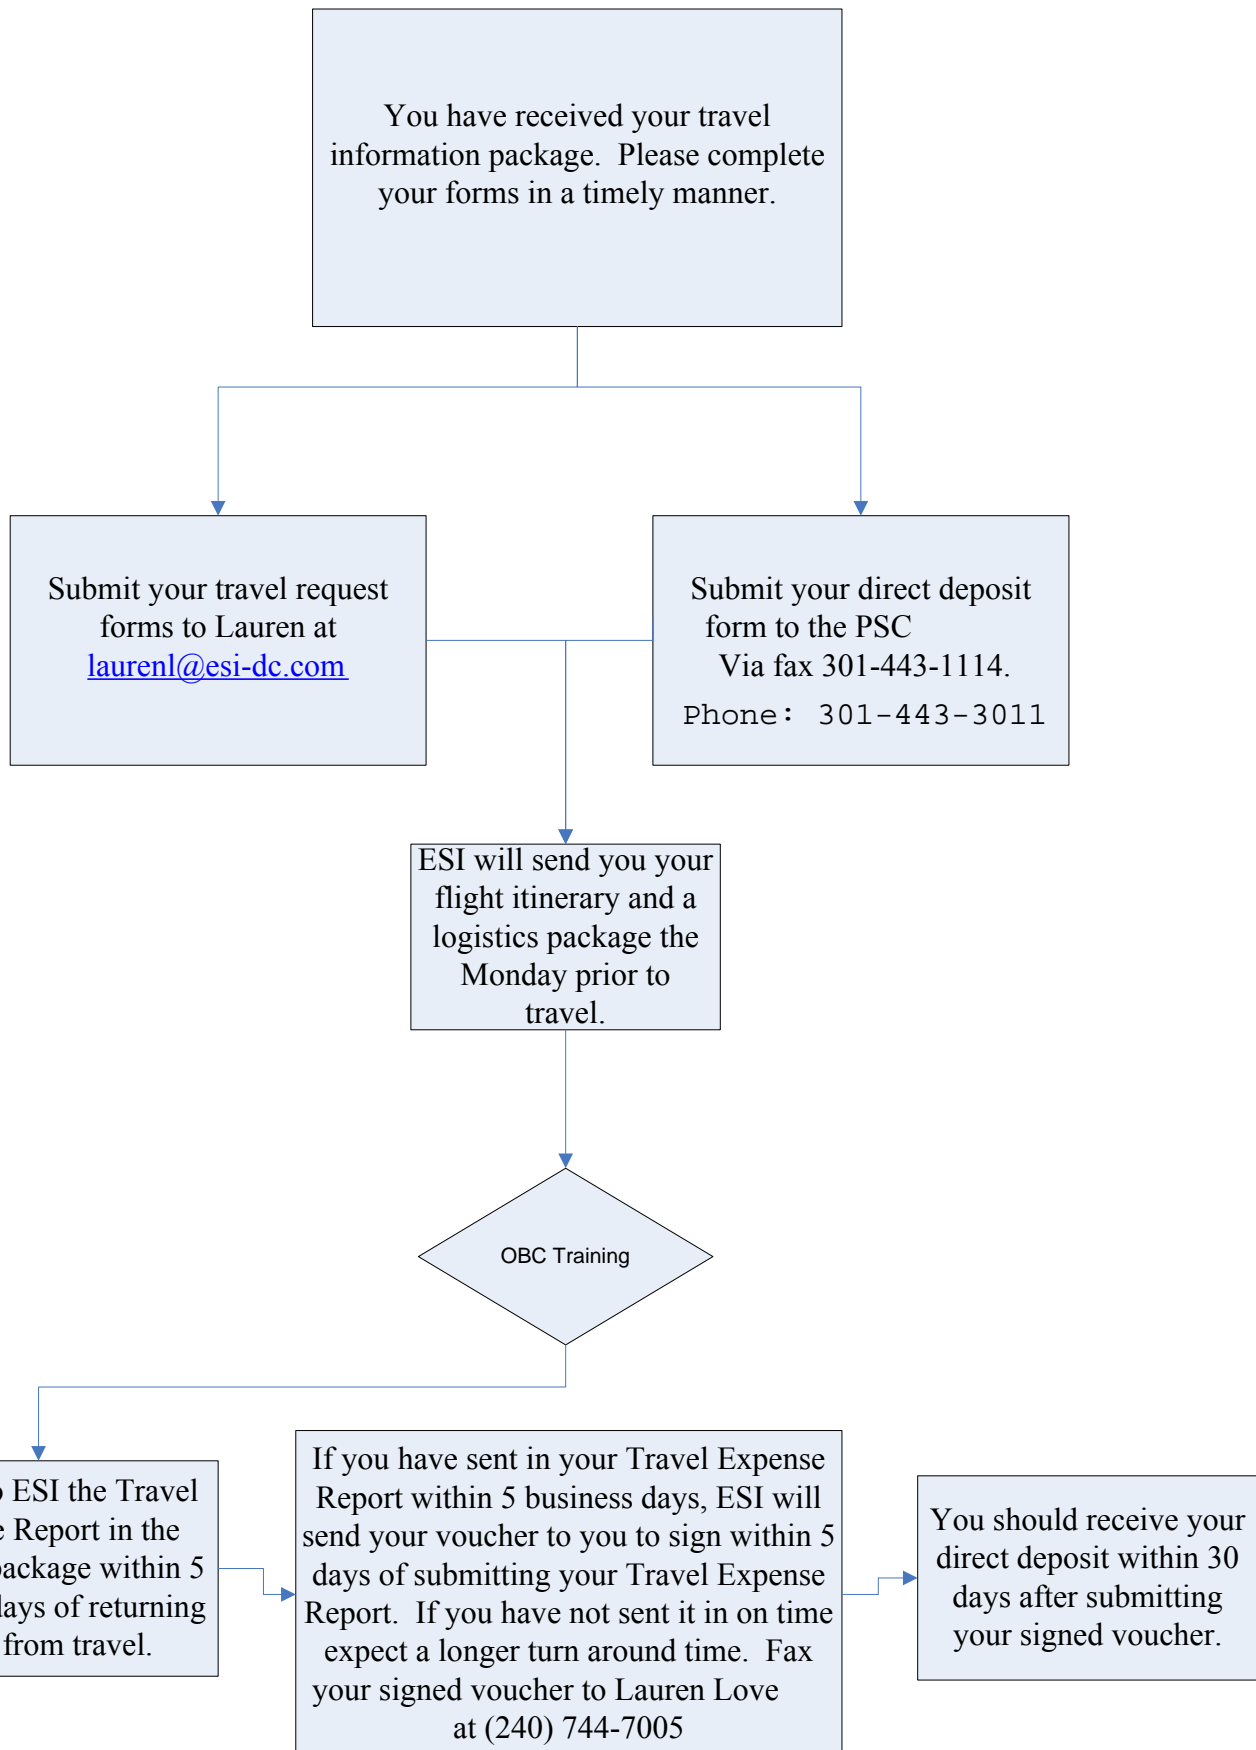 You have received your travel
information package.  Please complete
your forms in a timely manner.
Submit your travel request
forms to Lauren at
laurenl@esi-dc.com
Submit your direct deposit
form to the PSC
Via fax 301-443-1114.
Phone: 301-443-3011
ESI will send you your
flight itinerary and a
logistics package the
Monday prior to
travel.
OBC Training
ESI the Travel
Report in the
package within 5
days of returning
from travel.
If you have sent in your Travel Expense
Report within 5 business days, ESI will
send your voucher to you to sign within 5
days of submitting your Travel Expense
Report.  If you have not sent it in on time
expect a longer turn around time.  Fax
your signed voucher to Lauren Love
at (240) 744-7005
You should receive your
direct deposit within 30
days after submitting
your signed voucher.